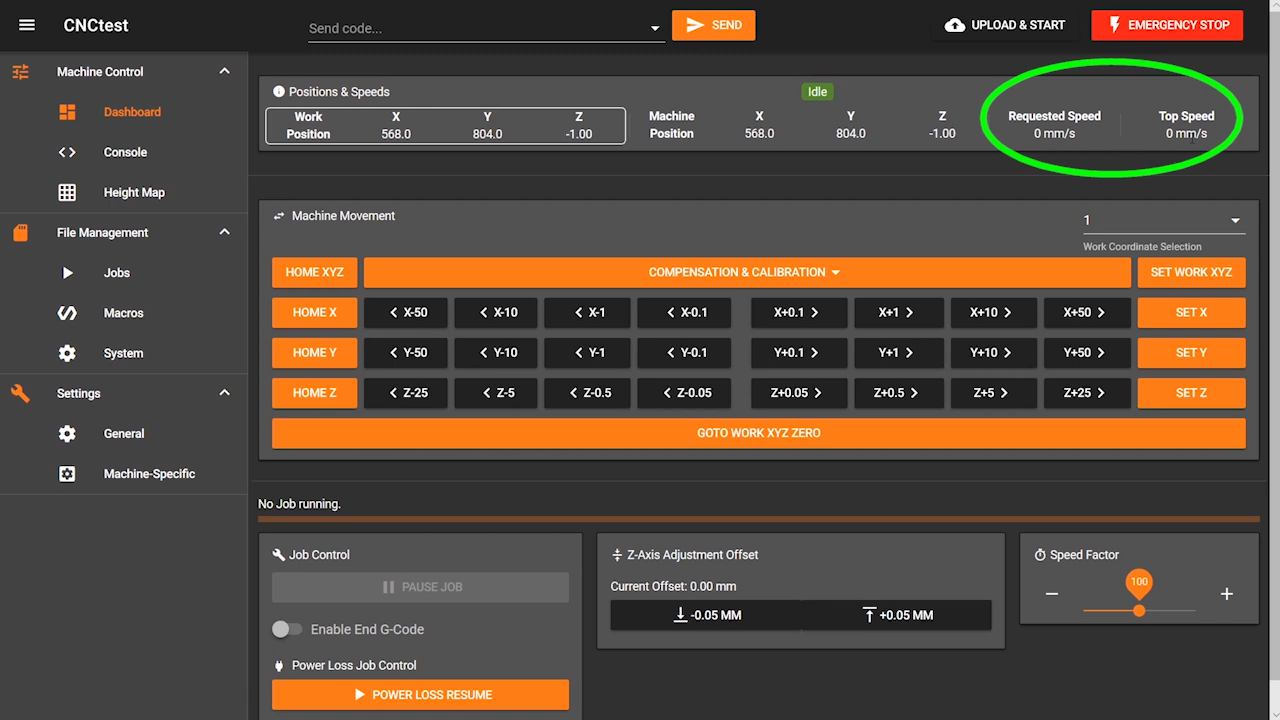 CNCtest
Send code...
SEND
UPLOAD & START
EMERGENCY STOP
Machine Control
Dashboard
Console
Height Map
File Management
Jobs
Macros
System
Settings
General
Machine-Specific
Positions & Speeds
Idle
Work Position X Y Z
568.0 804.0 -1.00
Machine Position X Y Z
568.0 804.0 -1.00
Requested Speed Top Speed
0 mm/s 0 mm/s
Machine Movement
1
Work Coordinate Selection
HOME XYZ COMPENSATION & CALIBRATION SET WORK XYZ
HOME X X-50 X-10 X-1 X-0.1 X+0.1 X+1 X+10 X+50 SET X
HOME Y Y-50 Y-10 Y-1 Y-0.1 Y+0.1 Y+1 Y+10 Y+50 SET Y
HOME Z Z-25 Z-5 Z-0.5 Z-0.05 Z+0.05 Z+0.5 Z+5 Z+25 SET Z
GOTO WORK XYZ ZERO
No Job running.
Job Control
PAUSE JOB
Enable End G-Code
Power Loss Job Control
POWER LOSS RESUME
Z-Axis Adjustment Offset
Current Offset: 0.00 mm
-0.05 MM +0.05 MM
Speed Factor
100